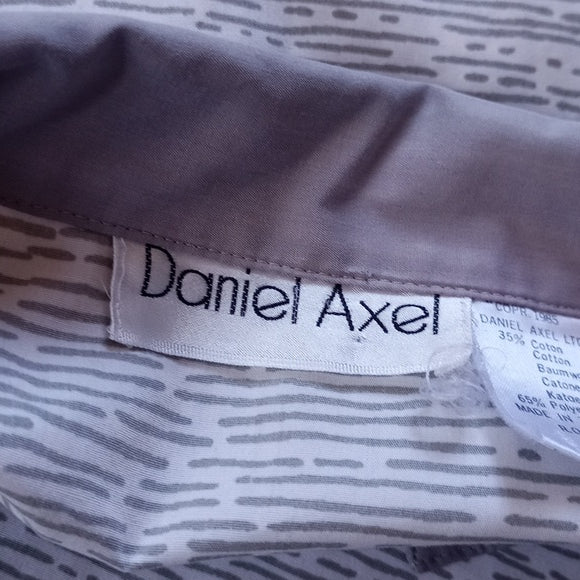 Daniel Axel
COPR. 1985
DANIEL AXEL LTD
35% Coton
Cotton
Baumw
Catone
Katoe
65% Polye
MADE IN
R.O